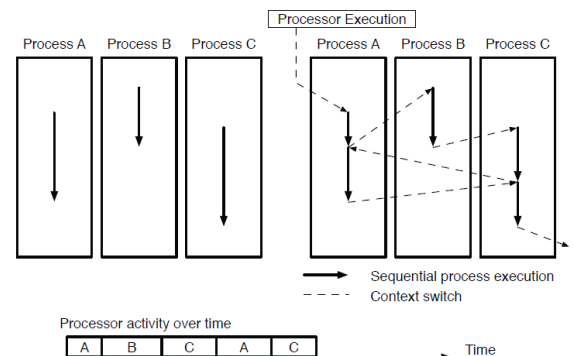 Processor Execution
Process A Process B Process C Process A Process B Process C
Sequential process execution
Context switch
Processor activity over time
A B C A C
Time